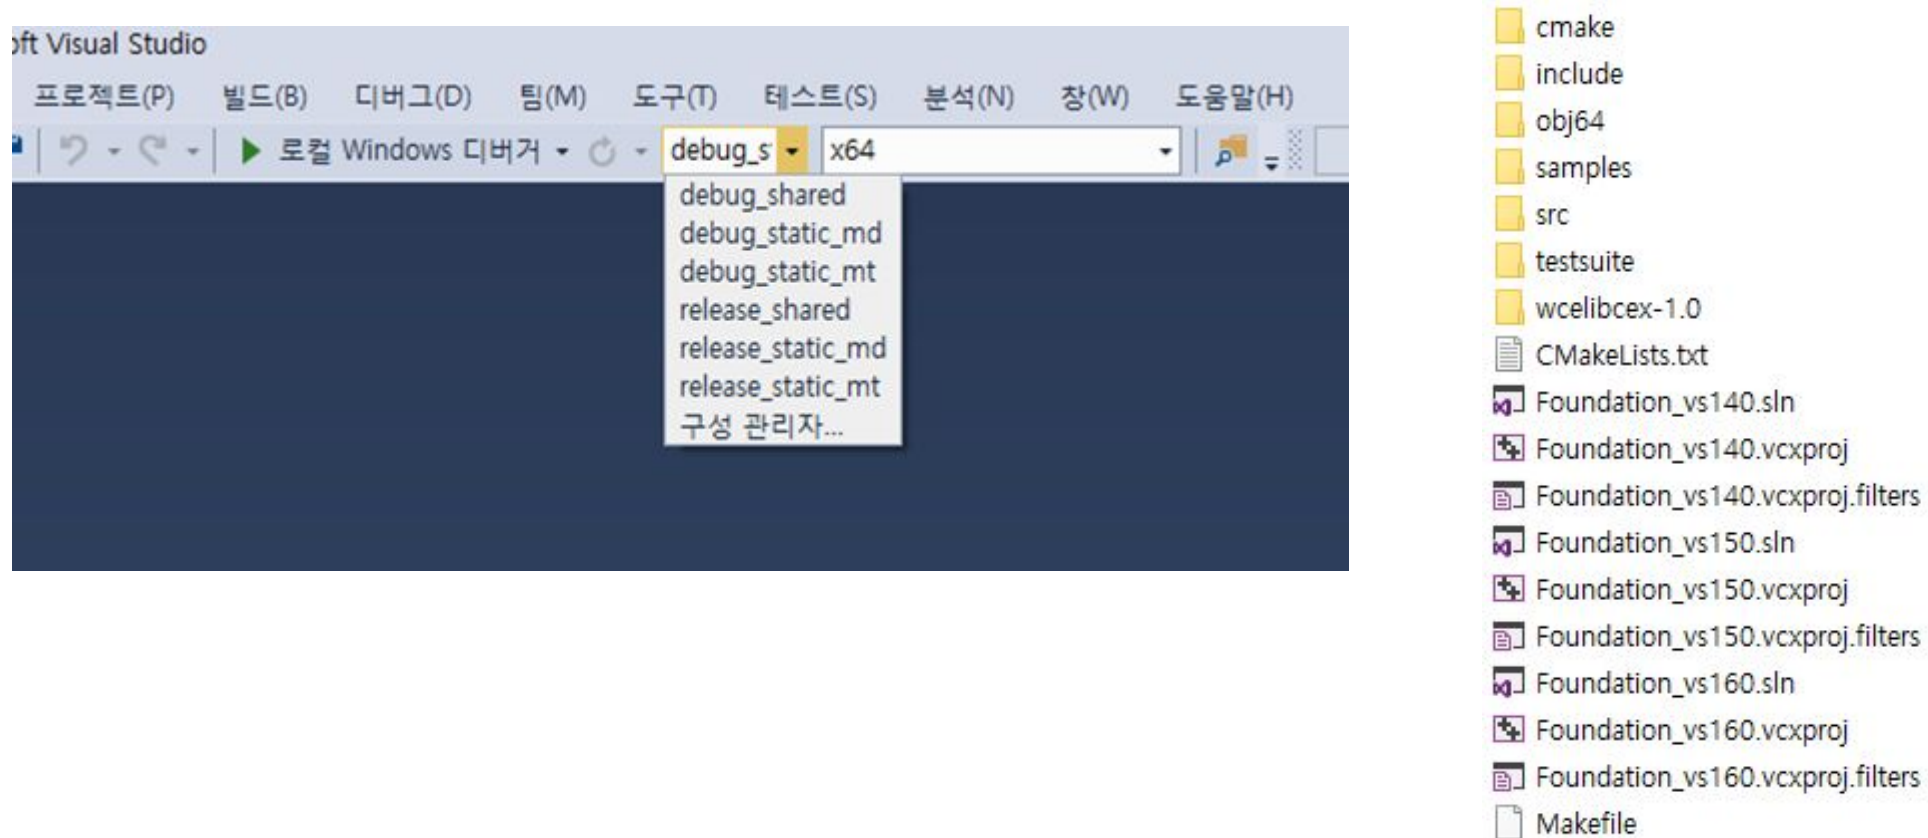 oft Visual Studio
프로젝트(P) 빌드(B) 디버그(D) 팀(M) 도구(T) 테스트(S) 분석(N) 창(W) 도움말(H)
로컬 Windows 디버거 debug_s x64
debug_shared
debug_static_md
debug_static_mt
release_shared
release_static_md
release_static_mt
구성 관리자...
cmake
include
obj64
samples
src
testsuite
wcelibcex-1.0
CMakeLists.txt
Foundation_vs140.sln
Foundation_vs140.vcxproj
Foundation_vs140.vcxproj.filters
Foundation_vs150.sln
Foundation_vs150.vcxproj
Foundation_vs150.vcxproj.filters
Foundation_vs160.sln
Foundation_vs160.vcxproj
Foundation_vs160.vcxproj.filters
Makefile